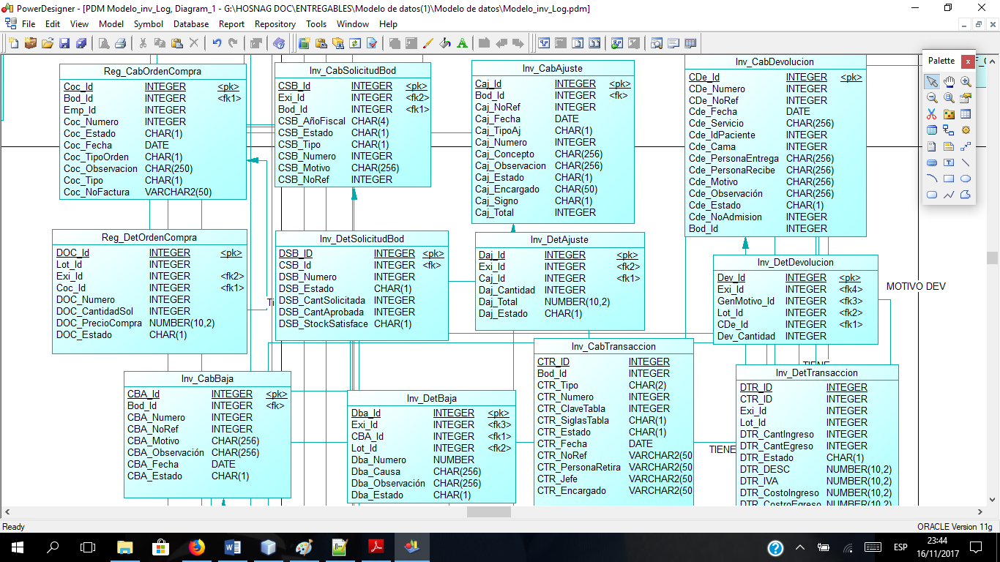 PowerDesigner - [PDM Modelo_inv_Log, Diagram_1 - G:\HOSNAG DOC\ENTREGABLES\Modelo de datos(1)\Modelo de datos\Modelo_inv_Log.pdm]
File Edit View Model Symbol Database Report Repository Tools Window Help
Palette
Reg_CabOrdenCompra
Coc_Id INTEGER <pk>
Bod_Id INTEGER <fk1>
Emp_Id INTEGER
Coc_Numero INTEGER
Coc_Estado CHAR(1)
Coc_Fecha DATE
Coc_TipoOrden CHAR(1)
Coc_Observacion CHAR(250)
Coc_Tipo CHAR(1)
Coc_NoFactura VARCHAR2(50)
Inv_CabSolicitudBod
CSB_Id INTEGER <pk>
Exi_Id INTEGER <fk2>
Bod_Id INTEGER <fk1>
CSB_AñoFiscal CHAR(4)
CSB_Estado CHAR(1)
CSB_Tipo CHAR(1)
CSB_Numero INTEGER
CSB_Motivo CHAR(256)
CSB_NoRef INTEGER
Inv_CabAjuste
Caj_Id INTEGER <pk>
Bod_Id INTEGER <fk>
Caj_NoRef INTEGER
Caj_Fecha DATE
Caj_TipoAj CHAR(1)
Caj_Numero INTEGER
Caj_Concepto CHAR(256)
Caj_Observacion CHAR(256)
Caj_Estado CHAR(1)
Caj_Encargado CHAR(50)
Caj_Signo CHAR(1)
Caj_Total INTEGER
Inv_CabDevolucion
CDe_Id INTEGER <pk>
CDe_Numero INTEGER
CDe_NoRef INTEGER
Cde_Fecha DATE
Cde_Servicio CHAR(256)
Cde_IdPaciente INTEGER
Cde_Cama INTEGER
Cde_PersonaEntrega CHAR(256)
Cde_PersonaRecibe CHAR(256)
Cde_Motivo CHAR(256)
Cde_Observación CHAR(256)
Cde_Estado CHAR(1)
Cde_NoAdmision INTEGER
Bod_Id INTEGER
Reg_DetOrdenCompra
DOC_Id INTEGER <pk>
Lot_Id INTEGER
Exi_Id INTEGER <fk2>
Coc_Id INTEGER <fk1>
DOC_Numero INTEGER
DOC_CantidadSol INTEGER
DOC_PrecioCompra NUMBER(10,2)
DOC_Estado CHAR(1)
Inv_DetSolicitudBod
DSB_ID INTEGER <pk>
CSB_Id INTEGER <fk>
DSB_Numero INTEGER
DSB_Estado CHAR(1)
DSB_CantSolicitada INTEGER
DSB_CantAprobada INTEGER
DSB_StockSatisface CHAR(1)
Inv_DetAjuste
Daj_Id INTEGER <pk>
Exi_Id INTEGER <fk2>
Caj_Id INTEGER <fk1>
Daj_Cantidad INTEGER
Daj_Total NUMBER(10,2)
Daj_Estado CHAR(1)
Inv_DetDevolucion
Dev_Id INTEGER <pk>
Exi_Id INTEGER <fk4>
GenMotivo_Id INTEGER <fk3>
Lot_Id INTEGER <fk2>
CDe_Id INTEGER <fk1>
Dev_Cantidad INTEGER
MOTIVO DEV
TIENE
Inv_CabBaja
CBA_Id INTEGER <pk>
Bod_Id INTEGER <fk>
CBA_Numero INTEGER
CBA_NoRef INTEGER
CBA_Motivo CHAR(256)
CBA_Observación CHAR(256)
CBA_Fecha DATE
CBA_Estado CHAR(1)
Inv_DetBaja
Dba_Id INTEGER <pk>
Exi_Id INTEGER <fk3>
CBA_Id INTEGER <fk1>
Lot_Id INTEGER <fk2>
Dba_Numero NUMBER
Dba_Causa CHAR(256)
Dba_Observación CHAR(256)
Dba_Estado CHAR(1)
Inv_CabTransaccion
CTR_ID INTEGER
Bod_Id INTEGER
CTR_Tipo CHAR(2)
CTR_Numero INTEGER
CTR_ClaveTabla INTEGER
CTR_SiglasTabla CHAR(1)
CTR_Estado CHAR(1)
CTR_Fecha DATE
CTR_NoRef VARCHAR2(50
CTR_PersonaRetira VARCHAR2(50
CTR_Jefe VARCHAR2(50
CTR_Encargado VARCHAR2(50
TIENE
Inv_DetTransaccion
DTR_ID INTEGER
CTR_ID INTEGER
Exi_Id INTEGER
Lot_Id INTEGER
DTR_CantIngreso INTEGER
DTR_CantEgreso INTEGER
DTR_Estado CHAR(1)
DTR_DESC NUMBER(10,2)
DTR_IVA NUMBER(10,2)
DTR_CostoIngreso NUMBER(10,2)
DTR_CostroEgreso NUMBER(10,2)
Ready
ORACLE Version 11g
ESP
23:44
16/11/2017